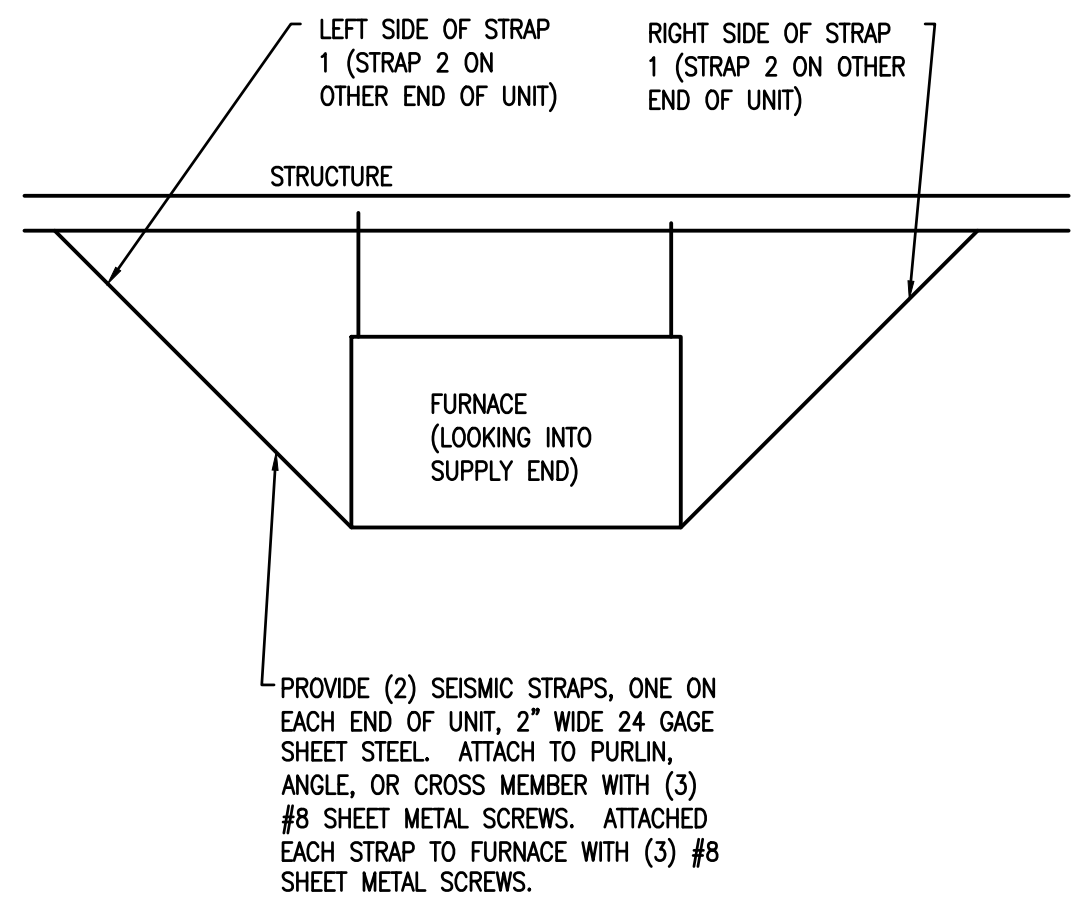 LEFT SIDE OF STRAP
1 (STRAP 2 ON
OTHER END OF UNIT)
RIGHT SIDE OF STRAP
1 (STRAP 2 ON OTHER
END OF UNIT)
STRUCTURE
FURNACE
(LOOKING INTO
SUPPLY END)
PROVIDE (2) SEISMIC STRAPS, ONE ON
EACH END OF UNIT, 2" WIDE 24 GAGE
SHEET STEEL. ATTACH TO PURLIN,
ANGLE, OR CROSS MEMBER WITH (3)
#8 SHEET METAL SCREWS. ATTACHED
EACH STRAP TO FURNACE WITH (3) #8
SHEET METAL SCREWS.